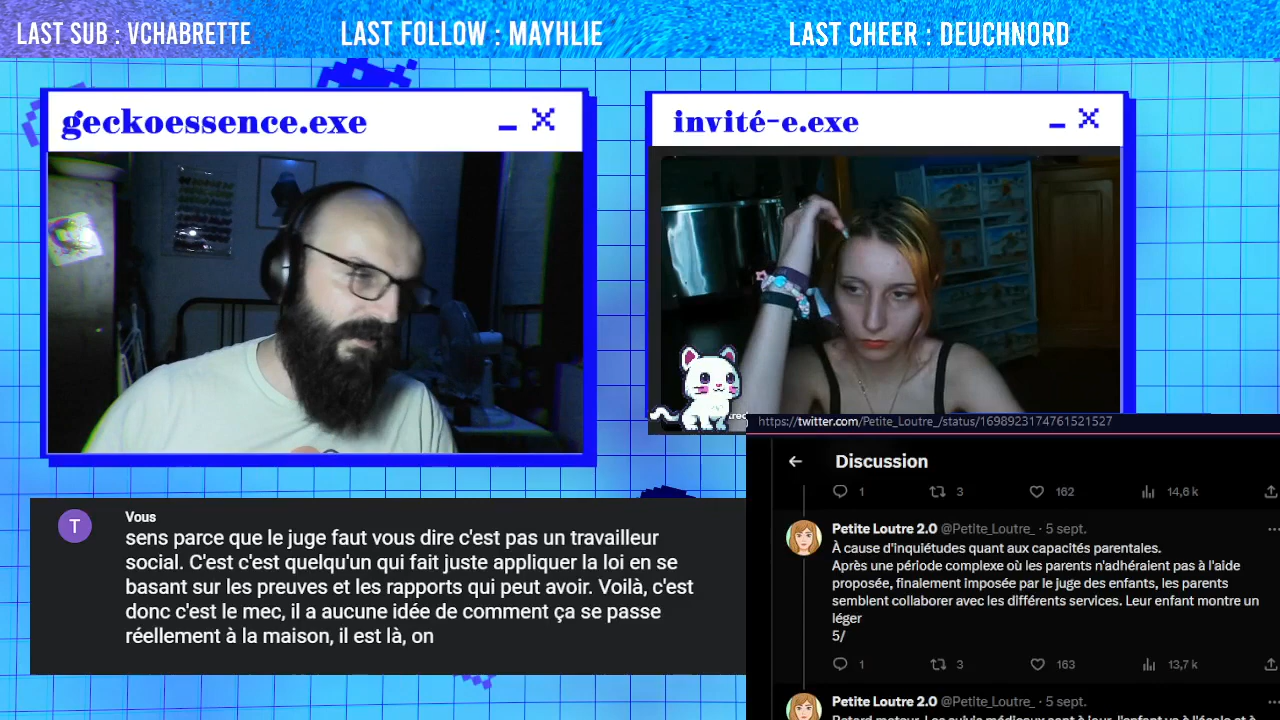 LAST SUB : VCHABRETTE
LAST FOLLOW : MAYHLIE
LAST CHEER : DEUCHNORD
geckoessence.exe
invité-e.exe
https://twitter.com/Petite_Loutre_/status/1698923174761521527
Discussion
1 3 162 14,6 k
Petite Loutre 2.0 @Petite_Loutre_ · 5 sept.
À cause d'inquiétudes quant aux capacités parentales.
Après une période complexe où les parents n'adhéraient pas à l'aide
proposée, finalement imposée par le juge des enfants, les parents
semblent collaborer avec les différents services. Leur enfant montre un
léger
5/
1 3 163 13,7 k
Petite Loutre 2.0 @Petite_Loutre_ · 5 sept.
T
Vous
sens parce que le juge faut vous dire c'est pas un travailleur
social. C'est c'est quelqu'un qui fait juste appliquer la loi en se
basant sur les preuves et les rapports qui peut avoir. Voilà, c'est
donc c'est le mec, il a aucune idée de comment ça se passe
réellement à la maison, il est là, on